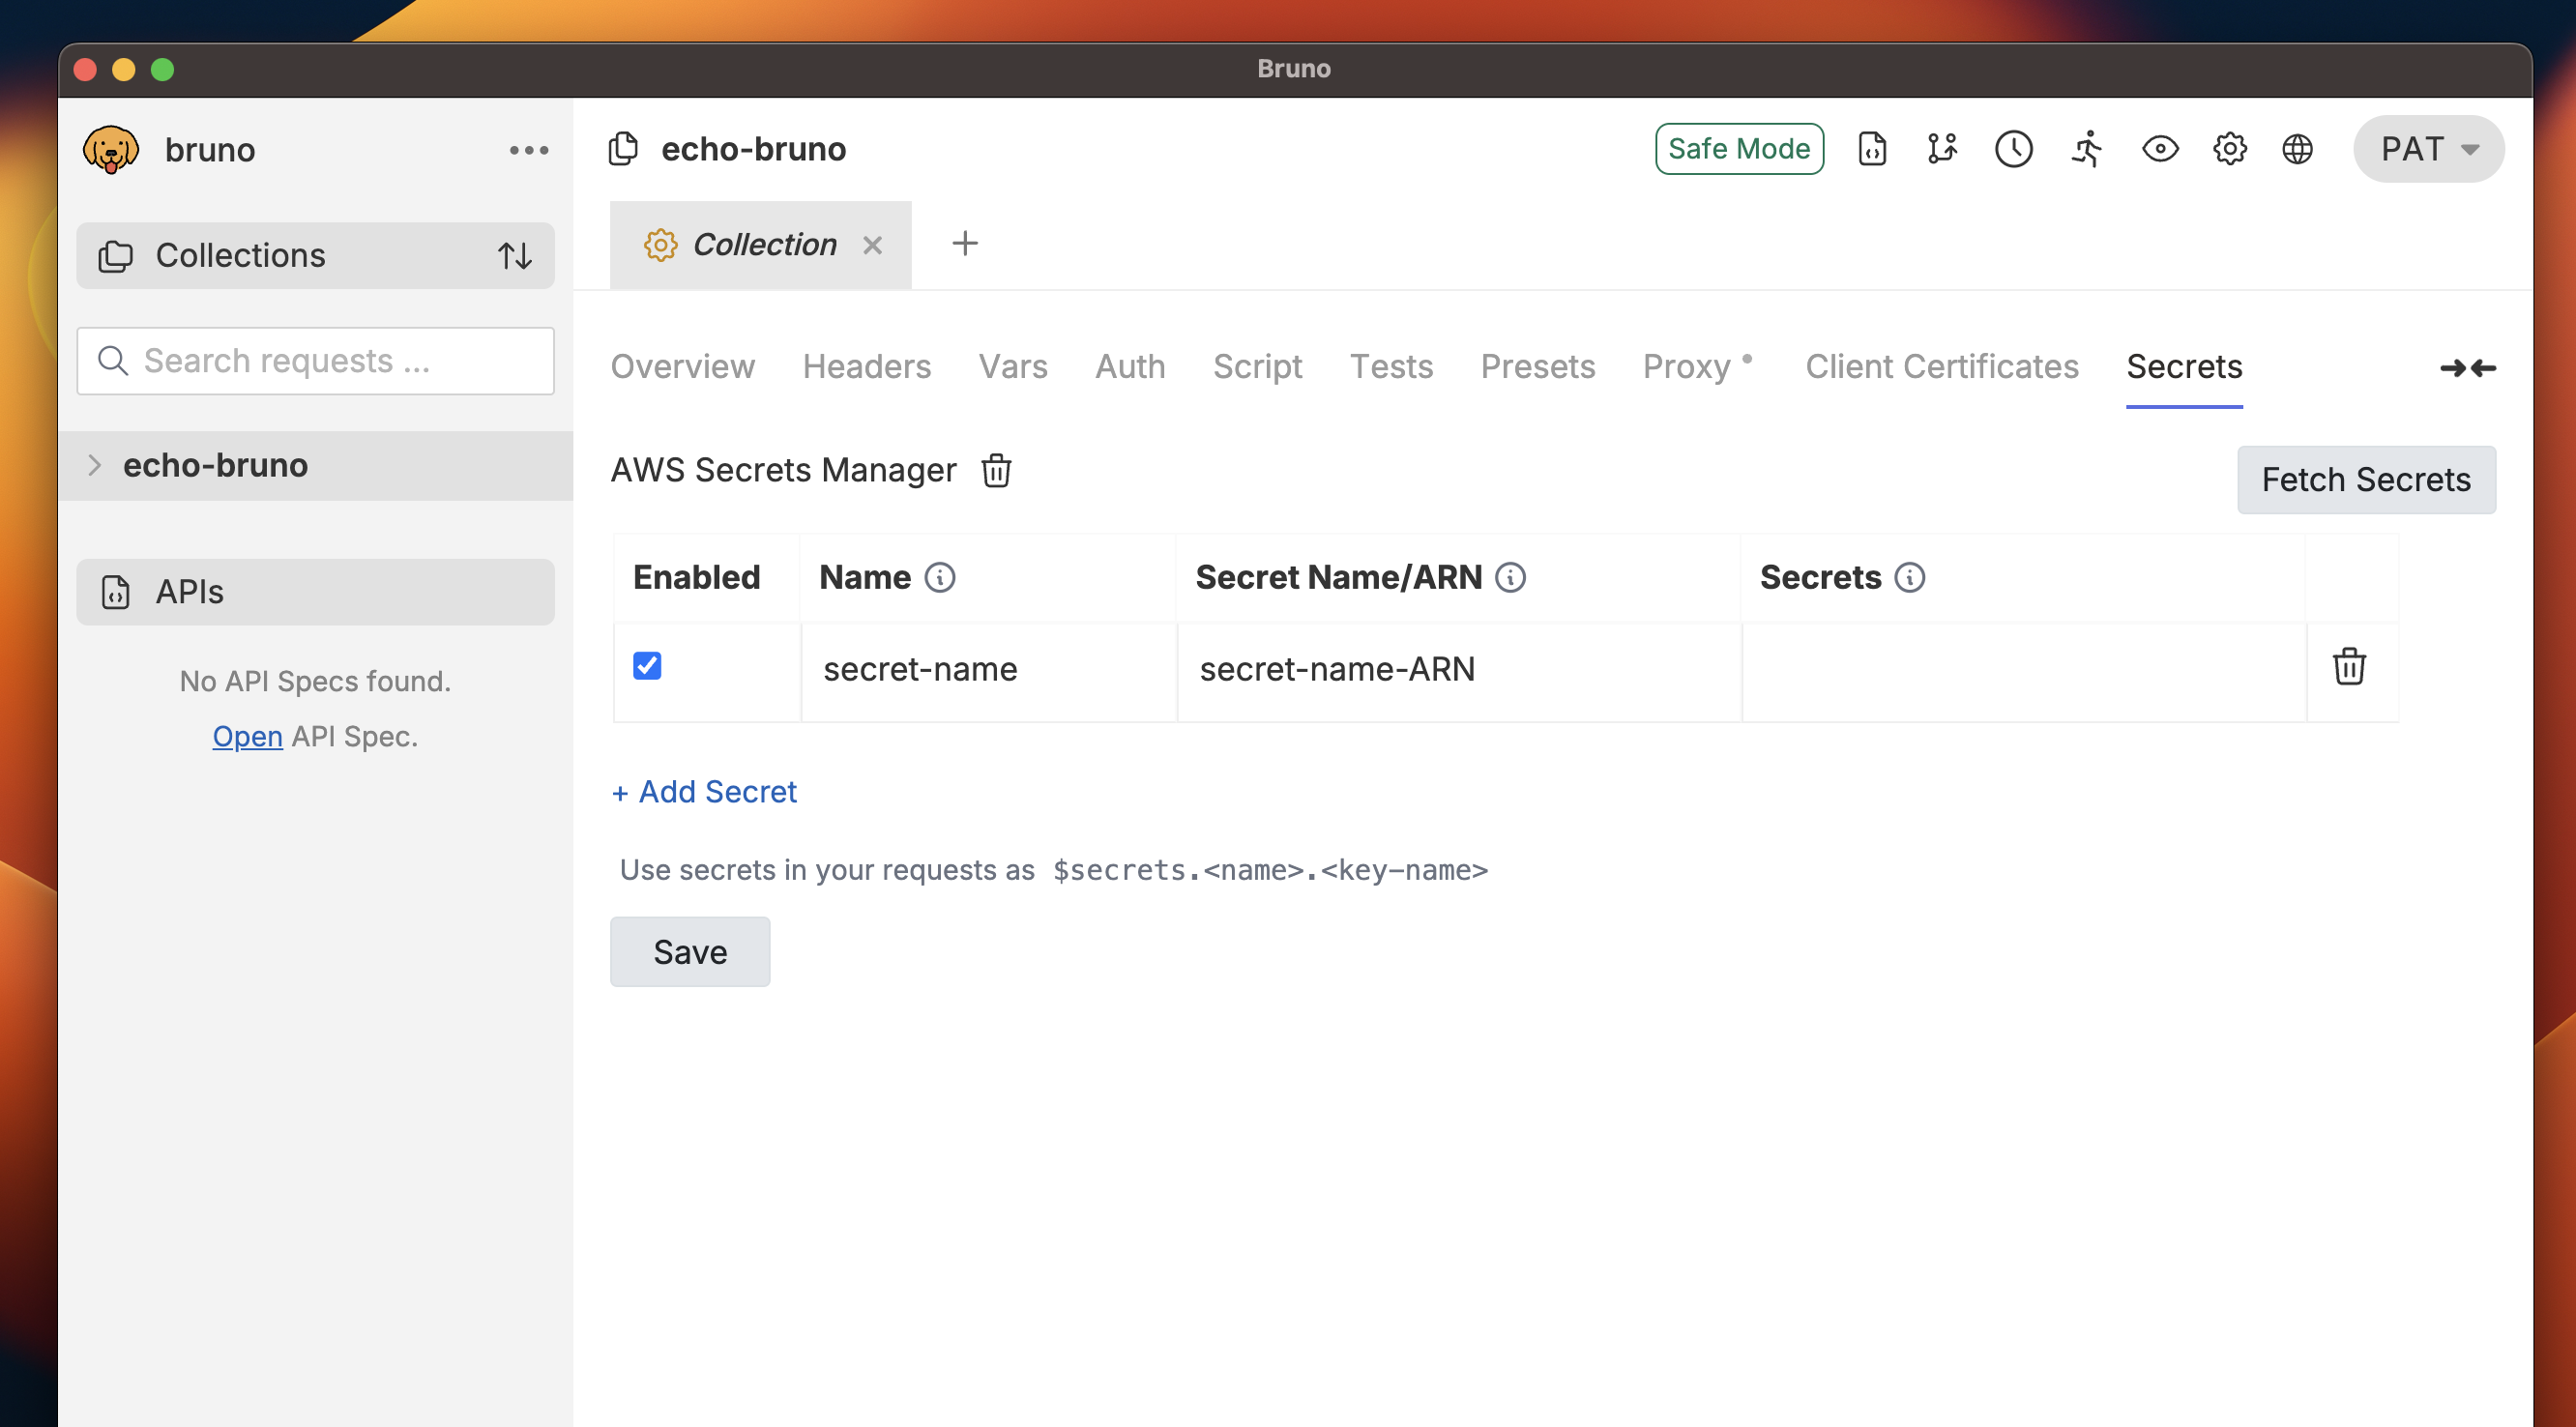 Bruno
bruno
echo-bruno
Safe Mode
PAT
Collections
Collection
Search requests ...
Overview Headers Vars Auth Script Tests Presets Proxy Client Certificates Secrets
echo-bruno
AWS Secrets Manager
Fetch Secrets
Enabled Name Secret Name/ARN Secrets
APIs
secret-name secret-name-ARN
No API Specs found.
Open API Spec.
+ Add Secret
Use secrets in your requests as $secrets.<name>.<key-name>
Save